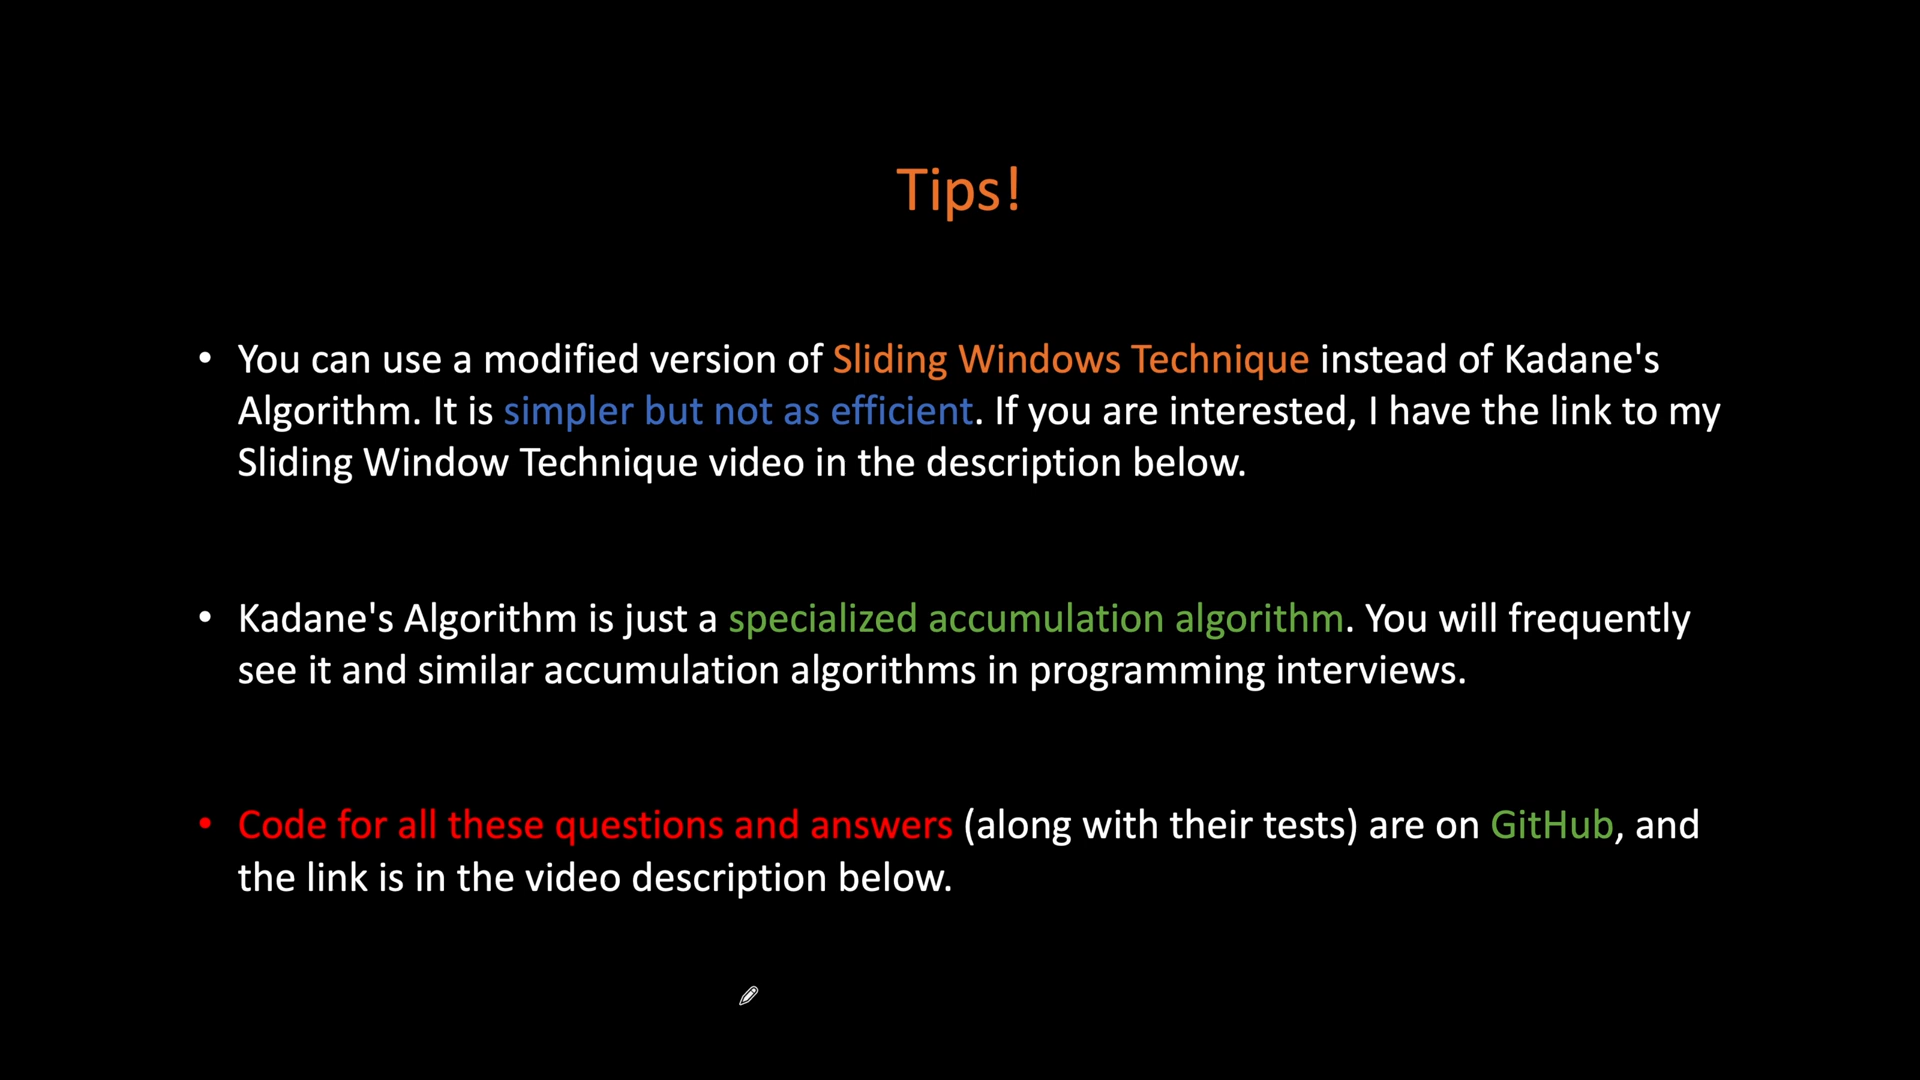 Tips!
• You can use a modified version of Sliding Windows Technique instead of Kadane's
Algorithm. It is simpler but not as efficient. If you are interested, I have the link to my
Sliding Window Technique video in the description below.
• Kadane's Algorithm is just a specialized accumulation algorithm. You will frequently
see it and similar accumulation algorithms in programming interviews.
• Code for all these questions and answers (along with their tests) are on GitHub, and
the link is in the video description below.